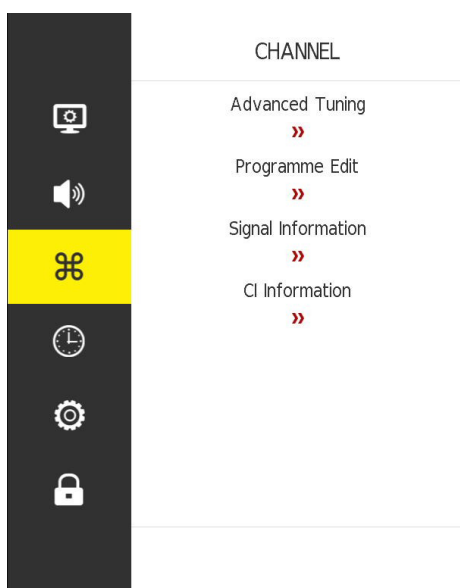 CHANNEL
Advanced Tuning
»
Programme Edit
»
Signal Information
»
CI Information
»